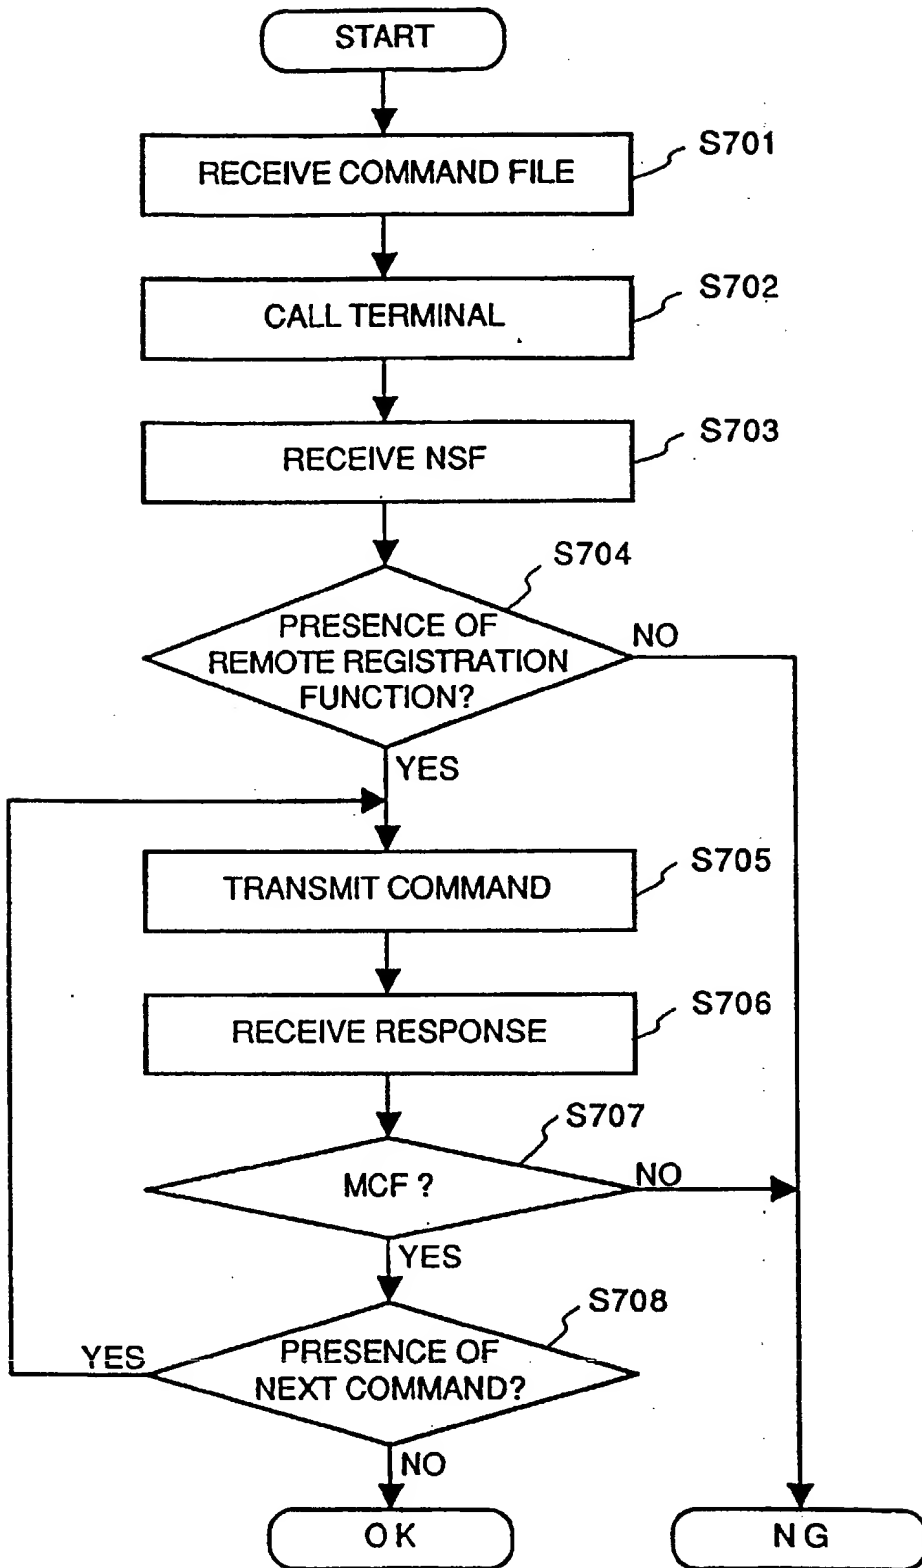 START
RECEIVE COMMAND FILE
S701
CALL TERMINAL
S702
RECEIVE NSF
S703
S704
PRESENCE OF
REMOTE REGISTRATION
FUNCTION?
NO
YES
TRANSMIT COMMAND
S705
RECEIVE RESPONSE
S706
S707
MCF ?
NO
YES
S708
YES
PRESENCE OF
NEXT COMMAND?
NO
OK
NG